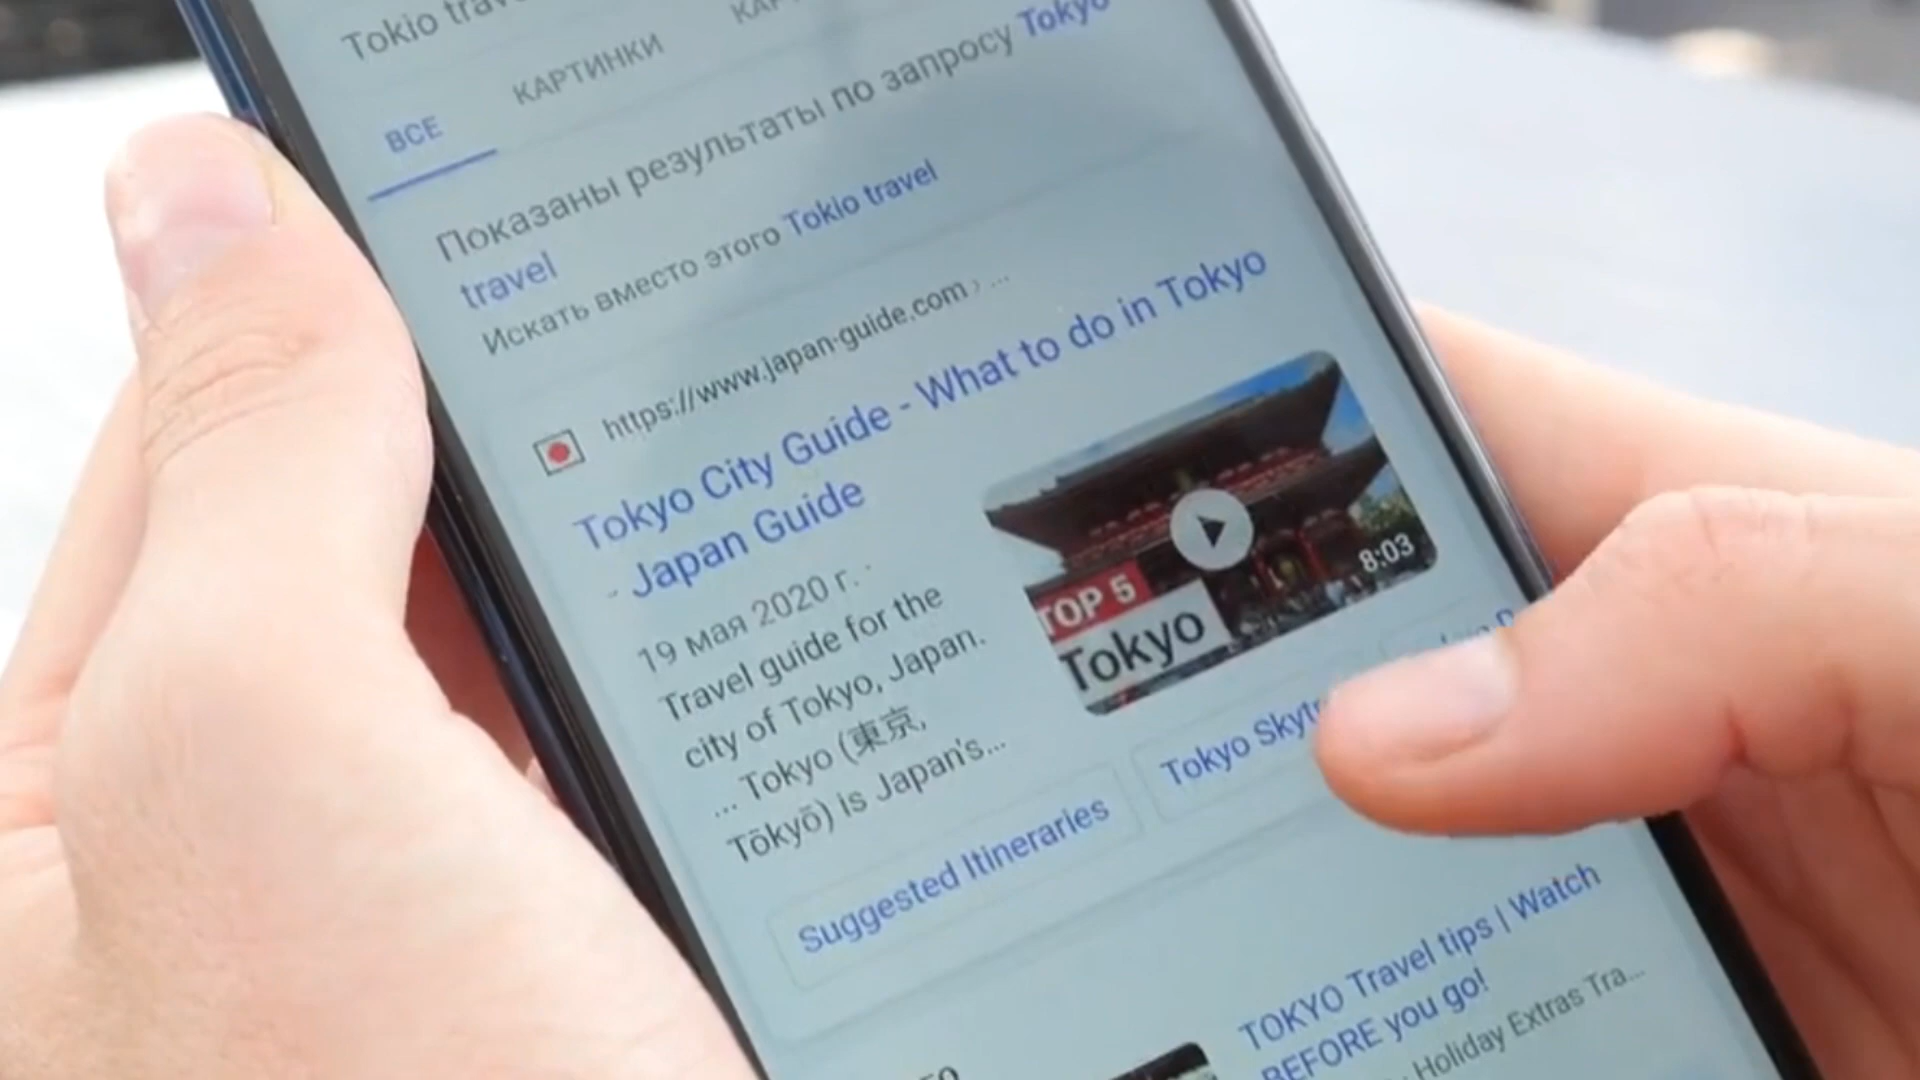 Tokio
ВСЕ
КАРТИНКИ
Показаны результаты по запросу Tokyo
travel
Искать вместо этого Tokio travel
https://www.japan-guide.com › ...
Tokyo City Guide - What to do in Tokyo
- Japan Guide
19 мая 2020 г. ·
Travel guide for the
city of Tokyo, Japan.
... Tokyo (東京,
Tōkyō) is Japan's...
TOP 5
Tokyo
8:03
Suggested Itineraries
Tokyo
TOKYO Travel tips | Watch
BEFORE you go!
Holiday Extras Tra...